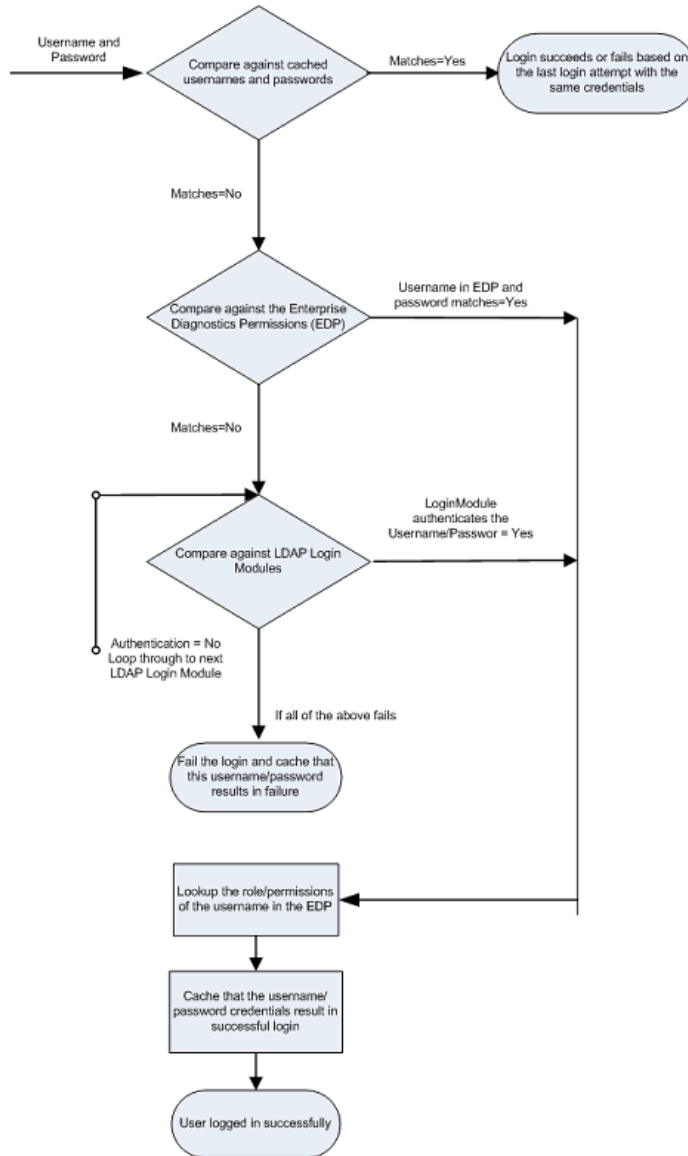 Username and
Password
Compare against cached
usernames and passwords
Matches=Yes
Login succeeds or fails based on
the last login attempt with the
same credentials
Matches=No
Compare against the Enterprise
Diagnostics Permissions (EDP)
Username in EDP and
password matches=Yes
Matches=No
Compare against LDAP Login
Modules
LoginModule
authenticates the
Username/Passwor = Yes
Authentication = No
Loop through to next
LDAP Login Module
If all of the above fails
Fail the login and cache that
this username/password
results in failure
Lookup the role/permissions
of the username in the EDP
Cache that the username/
password credentials result in
successful login
User logged in successfully